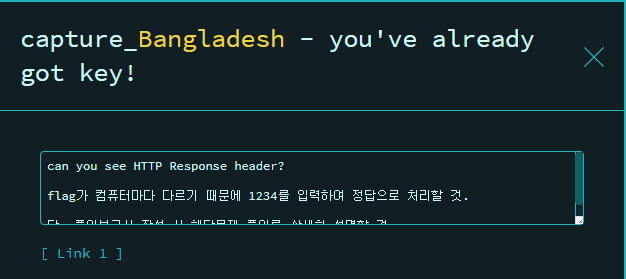 capture_Bangladesh - you've already
got key!
can you see HTTP Response header?
flag가 컴퓨터마다 다르기 때문에 1234를 입력하여 정답으로 처리할 것.
[ Link 1 ]